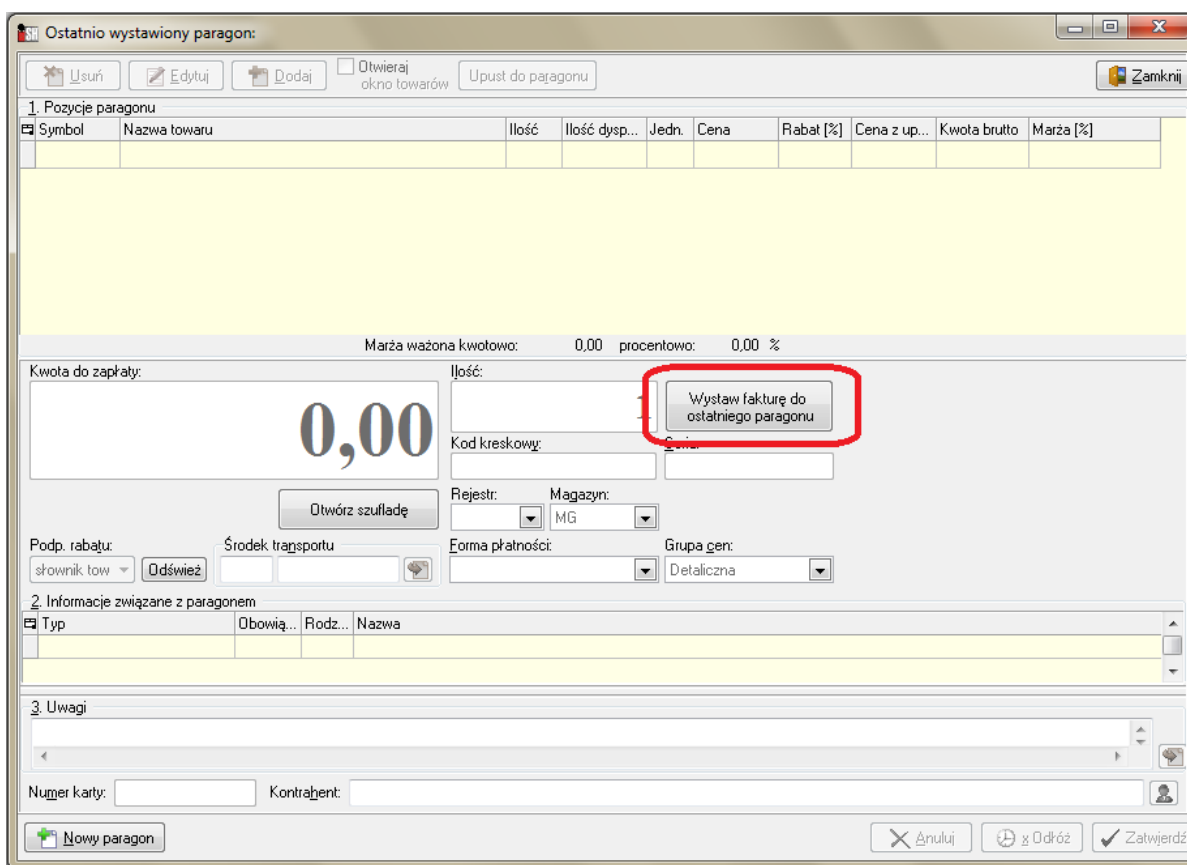 Ostatnio wystawiony paragon:
Usuń Edytuj Dodaj Otwieraj okno towarów Upust do paragonu Zamknij
1. Pozycje paragonu
Symbol Nazwa towaru Ilość Ilość dysp... Jedn. Cena Rabat [%] Cena z up... Kwota brutto Marża [%]
Marża ważona kwotowo: 0,00 procentowo: 0,00 %
Kwota do zapłaty: Ilość:
0,00 1 Wystaw fakturę do
ostatniego paragonu
Kod kreskowy:
Otwórz szufladę
Rejestr: Magazyn:
MG
Podp. rabatu: Środek transportu Forma płatności: Grupa cen:
słownik tow Odśwież Detaliczna
2. Informacje związane z paragonem
Typ Obowią... Rodz... Nazwa
3. Uwagi
Numer karty: Kontrahent:
Nowy paragon Anuluj x Odłóż Zatwierdź